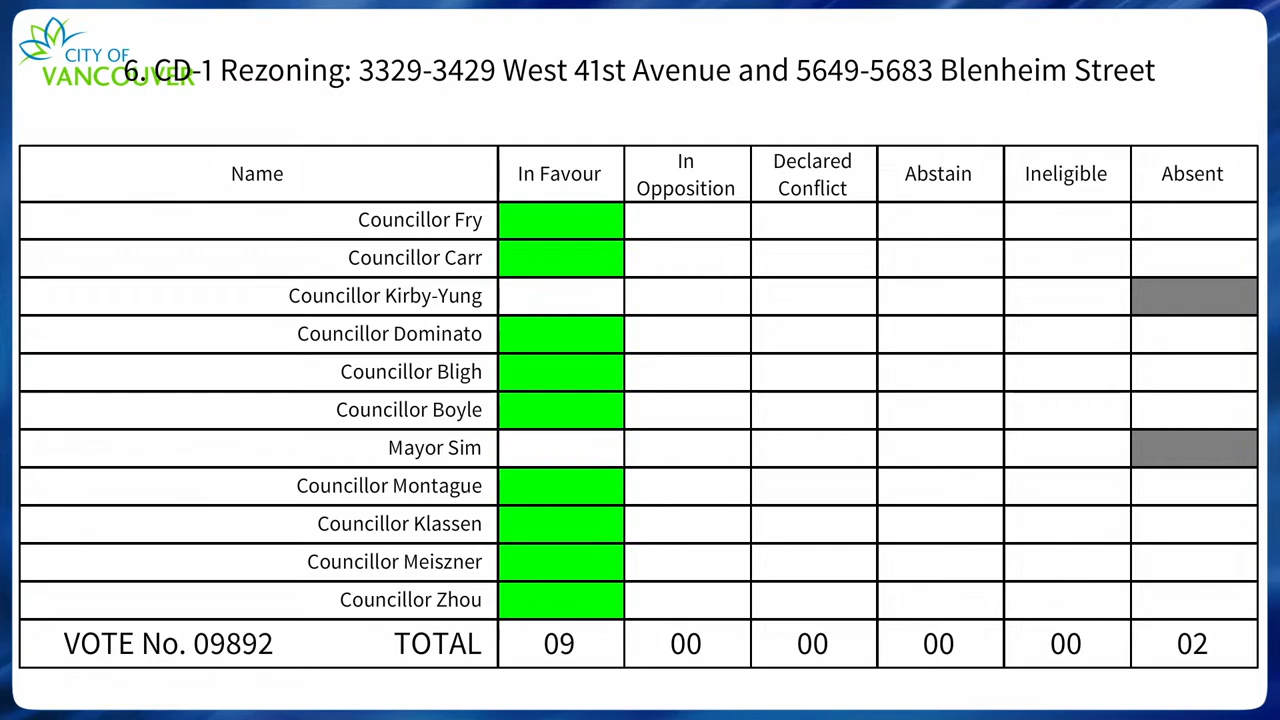 CITY OF
VANCOUVER
6. CD-1 Rezoning: 3329-3429 West 41st Avenue and 5649-5683 Blenheim Street
Name In Favour In Opposition Declared Conflict Abstain Ineligible Absent
Councillor Fry
Councillor Carr
Councillor Kirby-Yung
Councillor Dominato
Councillor Bligh
Councillor Boyle
Mayor Sim
Councillor Montague
Councillor Klassen
Councillor Meiszner
Councillor Zhou
VOTE No. 09892 TOTAL 09 00 00 00 00 02